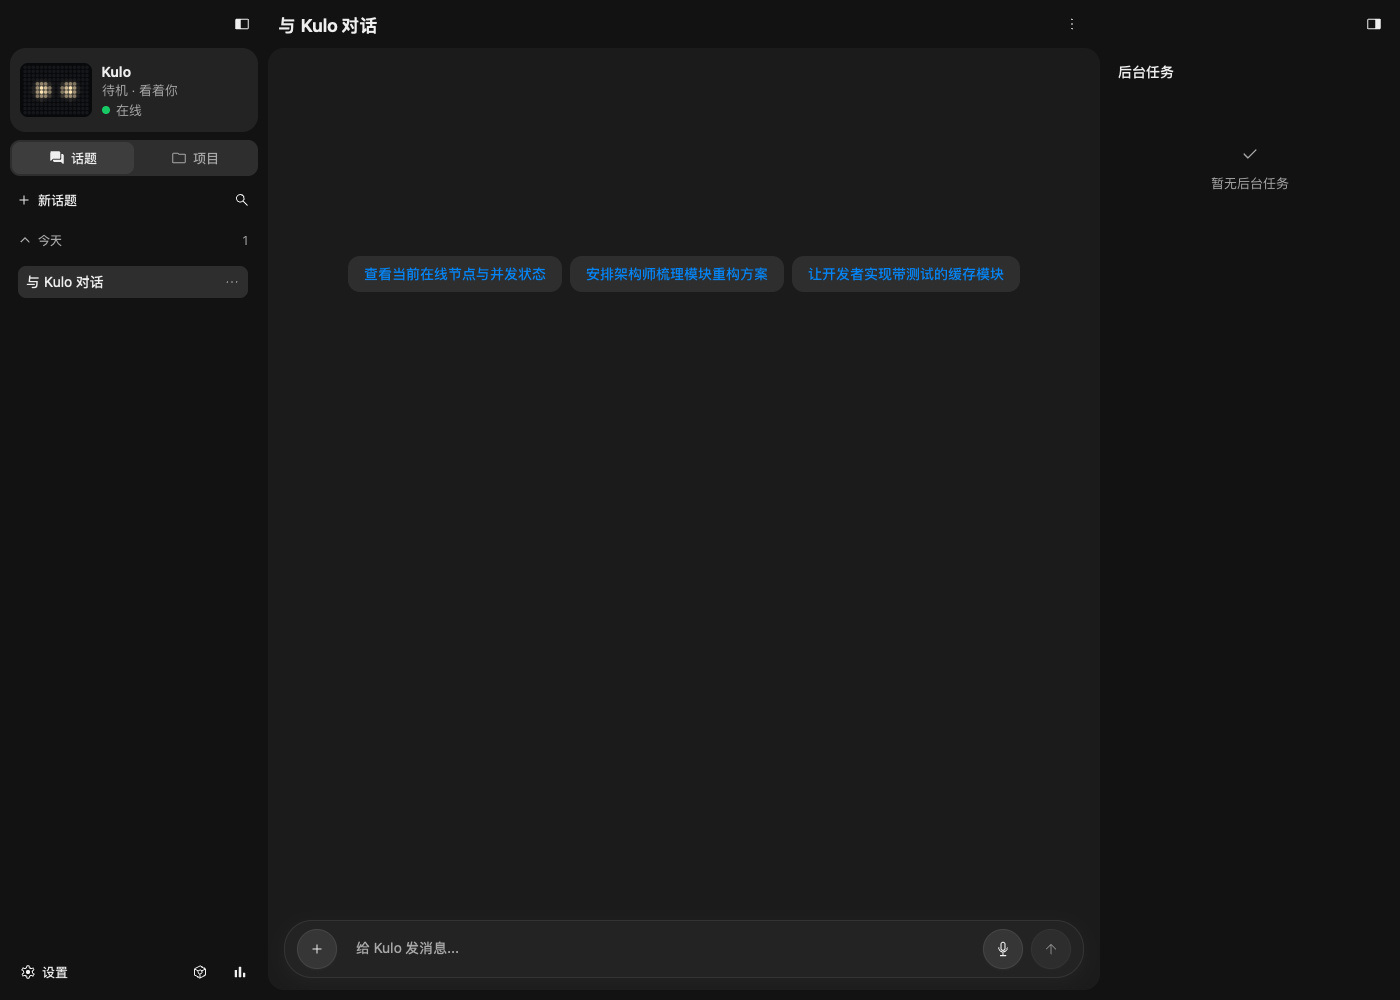 与 Kulo 对话
Kulo
待机 · 看着你
在线
话题
项目
新话题
今天
1
与 Kulo 对话
设置
查看当前在线节点与并发状态
安排架构师梳理模块重构方案
让开发者实现带测试的缓存模块
给 Kulo 发消息...
后台任务
暂无后台任务